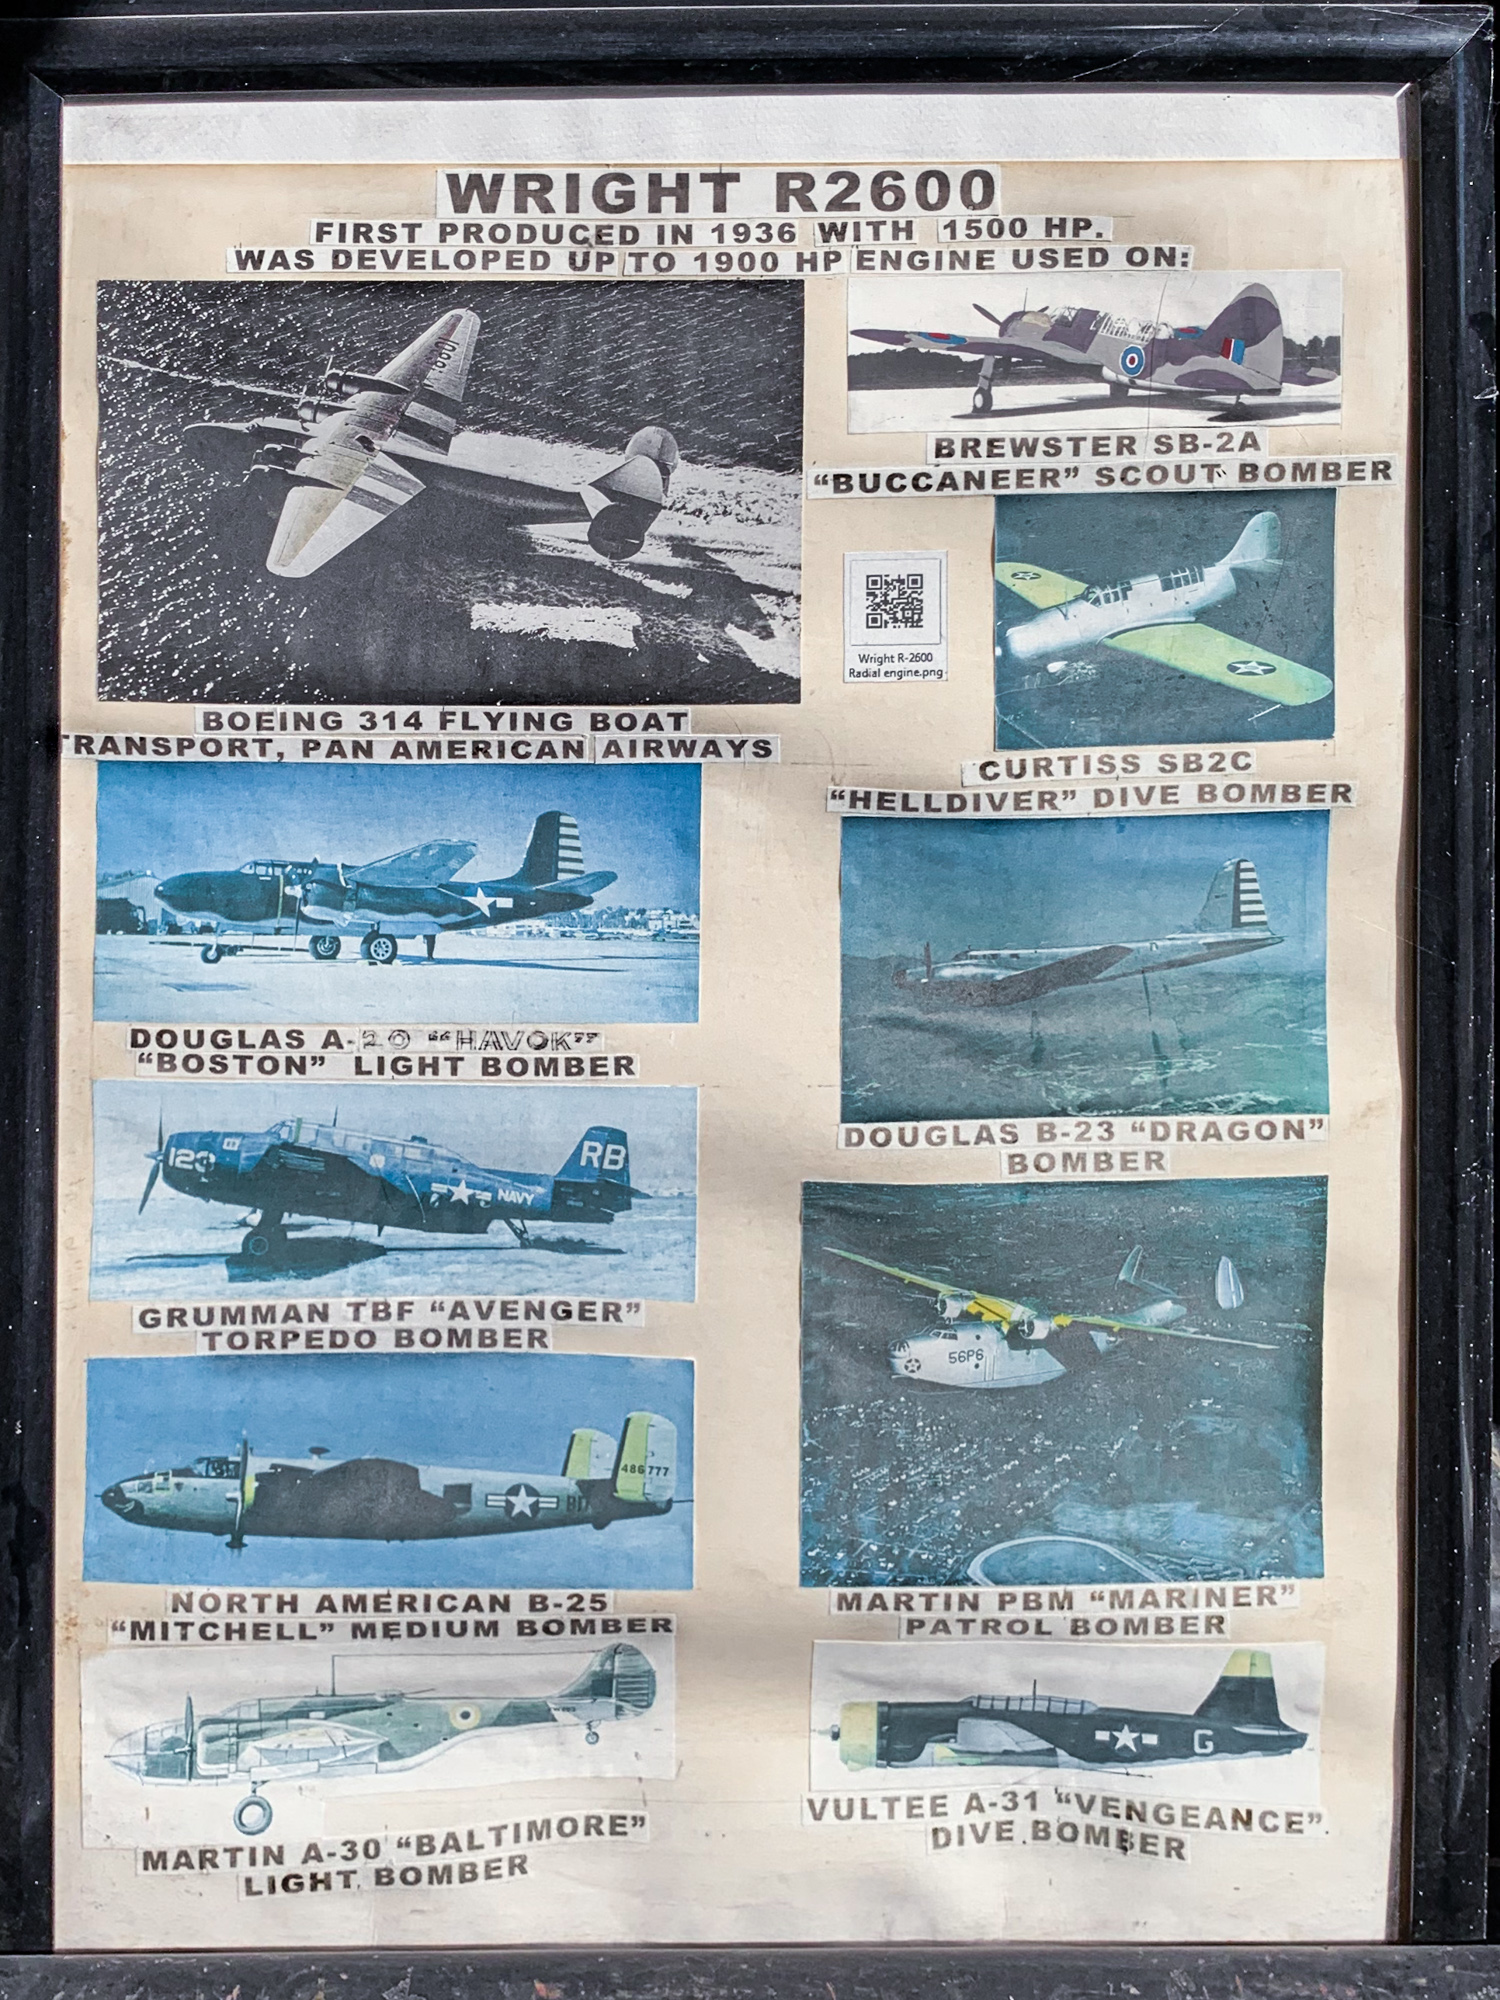 WRIGHT R2600
FIRST PRODUCED IN 1936 WITH 1500 HP.
WAS DEVELOPED UP TO 1900 HP ENGINE USED ON:
BOEING 314 FLYING BOAT
TRANSPORT, PAN AMERICAN AIRWAYS
BREWSTER SB-2A
“BUCCANEER” SCOUT BOMBER
Wright R-2600
Radial engine.png
CURTISS SB2C
“HELLDIVER” DIVE BOMBER
DOUGLAS A-20 “HAVOK”
“BOSTON” LIGHT BOMBER
DOUGLAS B-23 “DRAGON”
BOMBER
123
RB
NAVY
GRUMMAN TBF “AVENGER”
TORPEDO BOMBER
56P6
MARTIN PBM “MARINER”
PATROL BOMBER
486777
NORTH AMERICAN B-25
“MITCHELL” MEDIUM BOMBER
MARTIN A-30 “BALTIMORE”
LIGHT BOMBER
G
VULTEE A-31 “VENGEANCE”
DIVE BOMBER